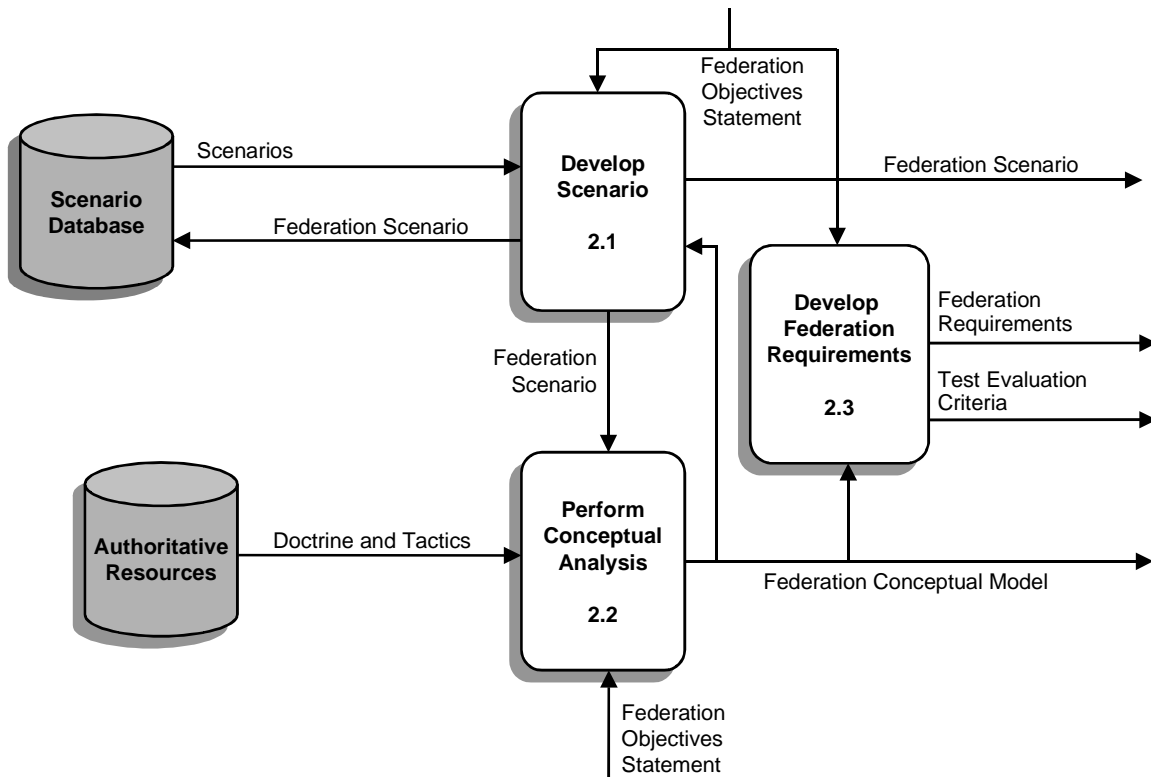 Federation
Objectives
Statement
Scenarios
Develop
Scenario
2.1
Federation Scenario
Scenario
Database
Federation Scenario
Develop
Federation
Requirements
2.3
Federation
Requirements
Test Evaluation
Criteria
Federation
Scenario
Authoritative
Resources
Doctrine and Tactics
Perform
Conceptual
Analysis
2.2
Federation Conceptual Model
Federation
Objectives
Statement